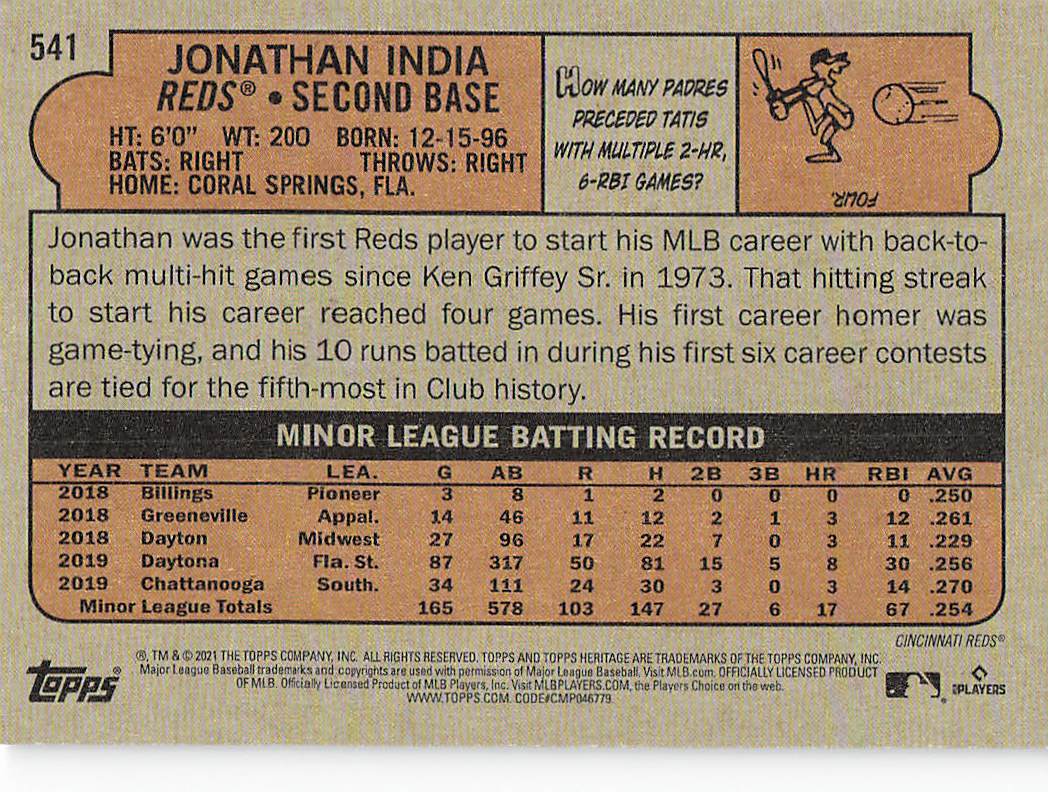 541
JONATHAN INDIA
REDS® • SECOND BASE
HT: 6'0" WT: 200 BORN: 12-15-96
BATS: RIGHT THROWS: RIGHT
HOME: CORAL SPRINGS, FLA.
HOW MANY PADRES
PRECEDED TATIS
WITH MULTIPLE 2-HR,
6-RBI GAMES?
FOUR.
Jonathan was the first Reds player to start his MLB career with back-to-
back multi-hit games since Ken Griffey Sr. in 1973. That hitting streak
to start his career reached four games. His first career homer was
game-tying, and his 10 runs batted in during his first six career contests
are tied for the fifth-most in Club history.
MINOR LEAGUE BATTING RECORD
YEAR TEAM LEA. G AB R H 2B 3B HR RBI AVG
2018 Billings Pioneer 3 8 1 2 0 0 0 0 .250
2018 Greeneville Appal. 14 46 11 12 2 1 3 12 .261
2018 Dayton Midwest 27 96 17 22 7 0 3 11 .229
2019 Daytona Fla. St. 87 317 50 81 15 5 8 30 .256
2019 Chattanooga South. 34 111 24 30 3 0 3 14 .270
Minor League Totals 165 578 103 147 27 6 17 67 .254
CINCINNATI REDS®
®, TM & © 2021 THE TOPPS COMPANY, INC. ALL RIGHTS RESERVED. TOPPS AND TOPPS HERITAGE ARE TRADEMARKS OF THE TOPPS COMPANY, INC.
Major League Baseball trademarks and copyrights are used with permission of Major League Baseball. Visit MLB.com. OFFICIALLY LICENSED PRODUCT
OF MLB. Officially Licensed Product of MLB Players, Inc. Visit MLBPLAYERS.COM, the Players Choice on the web.
WWW.TOPPS.COM. CODE#CMP046779
TOPPS®
PLAYERS